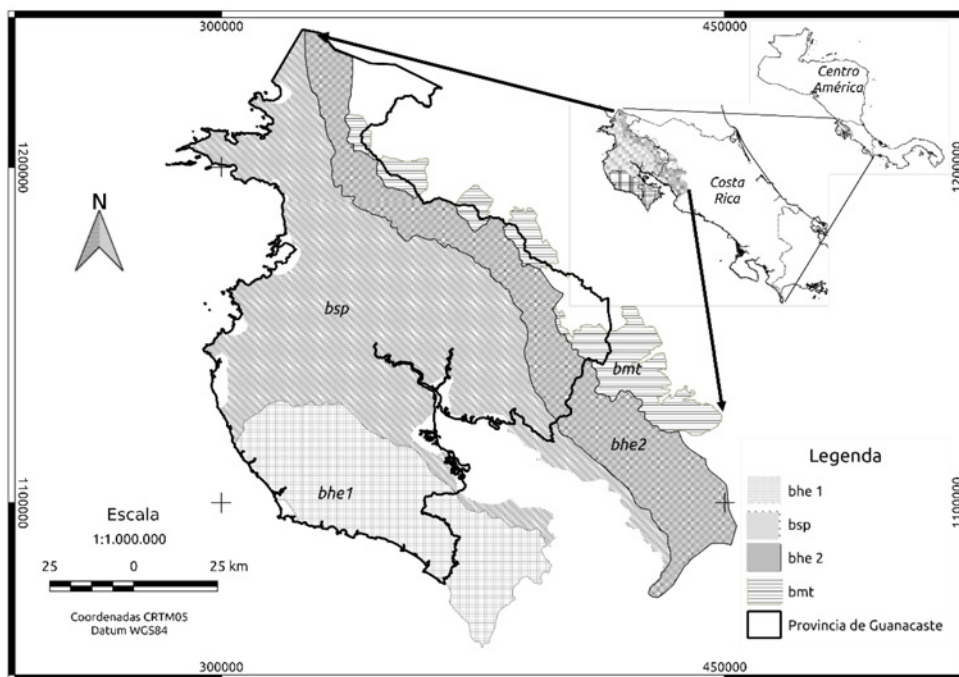 300000
450000
Centro
América
1200000
1200000
Costa
Rica
N
bsp
bmt
bhe2
bhe1
Legenda
bhe 1
bsp
bhe 2
bmt
Provincia de Guanacaste
1100000
1100000
Escala
1:1.000.000
25 0 25 km
Coordenadas CRTM05
Datum WGS84
300000
450000